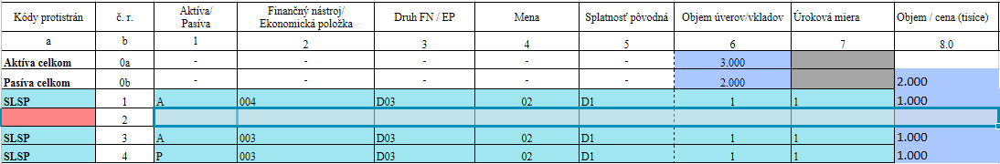 Kódy protistrán č. r. Aktíva/ Pasíva Finančný nástroj/ Ekonomická položka Druh FN / EP Mena Splatnosť pôvodná Objem úverov/vkladov Úroková miera Objem / cena (tisíce)
a b 1 2 3 4 5 6 7 8.0
Aktíva celkom 0a - - - - - 3.000
Pasíva celkom 0b - - - - - 2.000 2.000
SLSP 1 A 004 D03 02 D1 1 1 1.000
2
SLSP 3 A 003 D03 02 D1 1 1 1.000
SLSP 4 P 003 D03 02 D1 1 1 1.000